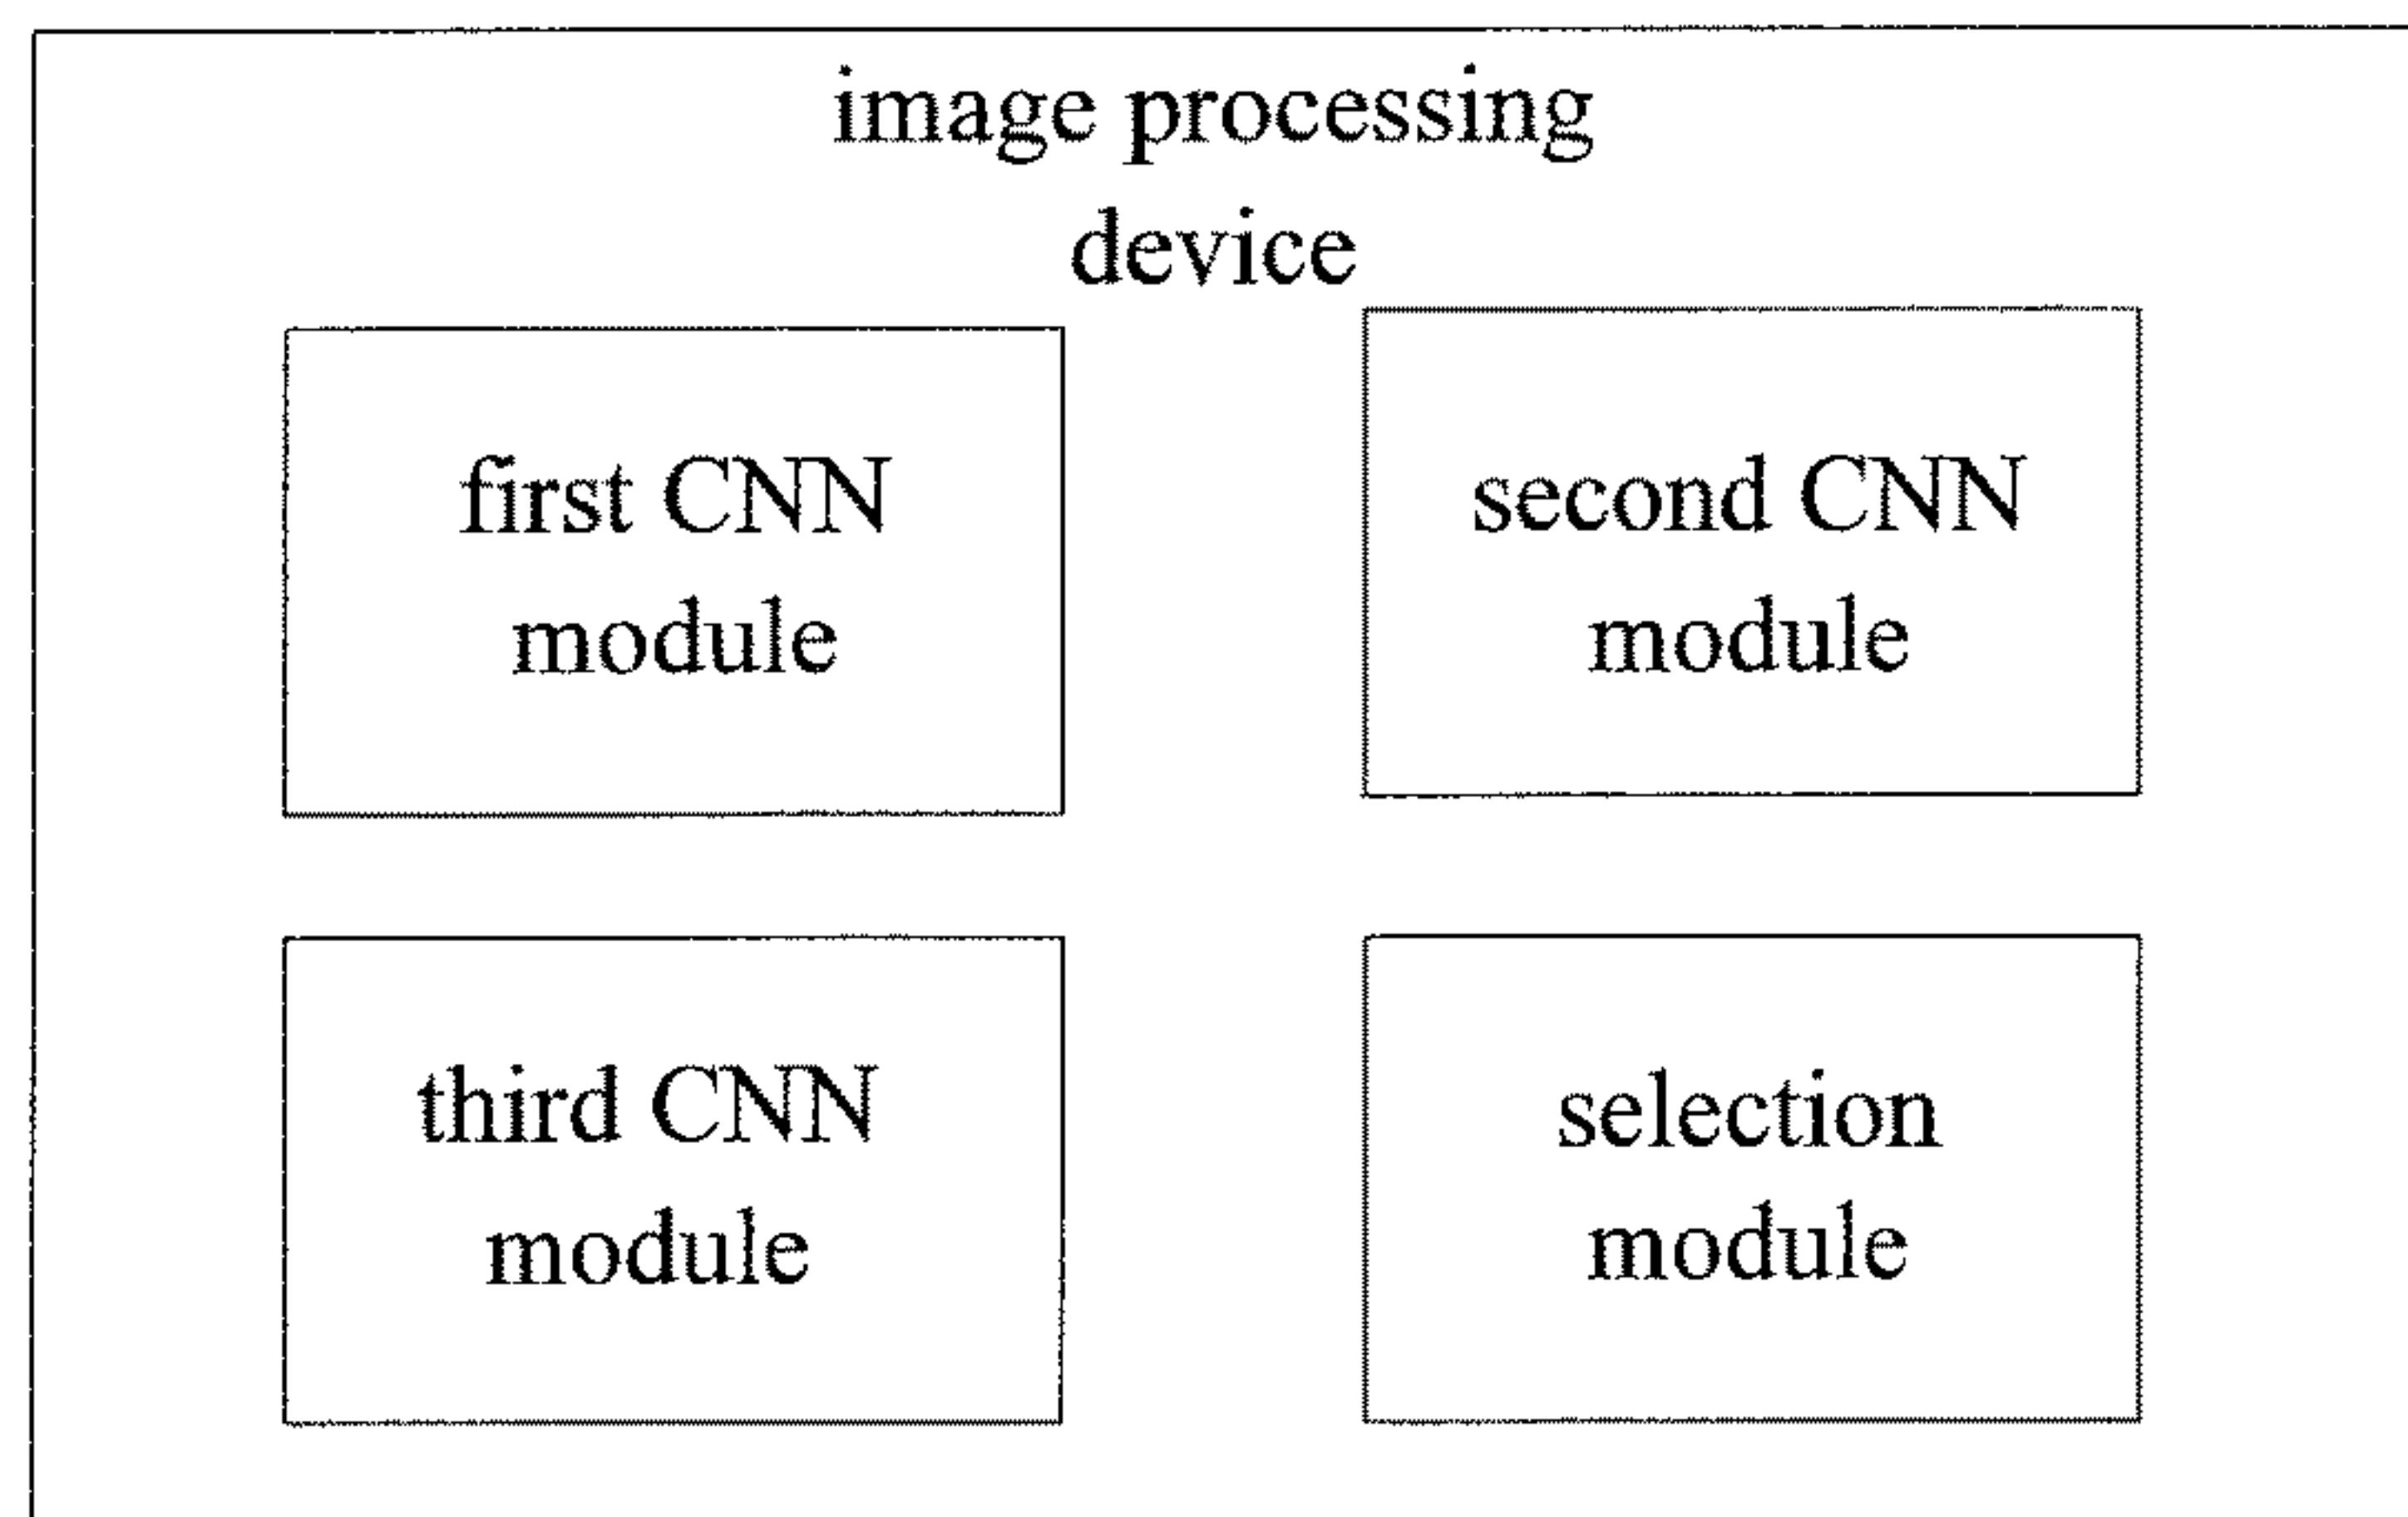 image processing
device
first CNN
module
second CNN
module
third CNN
module
selection
module